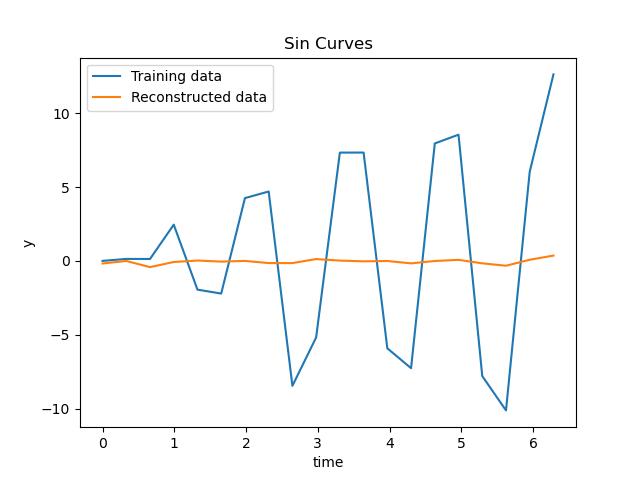 Sin Curves
Training data
Reconstructed data
10
5
0
−5
−10
y
0 1 2 3 4 5 6
time